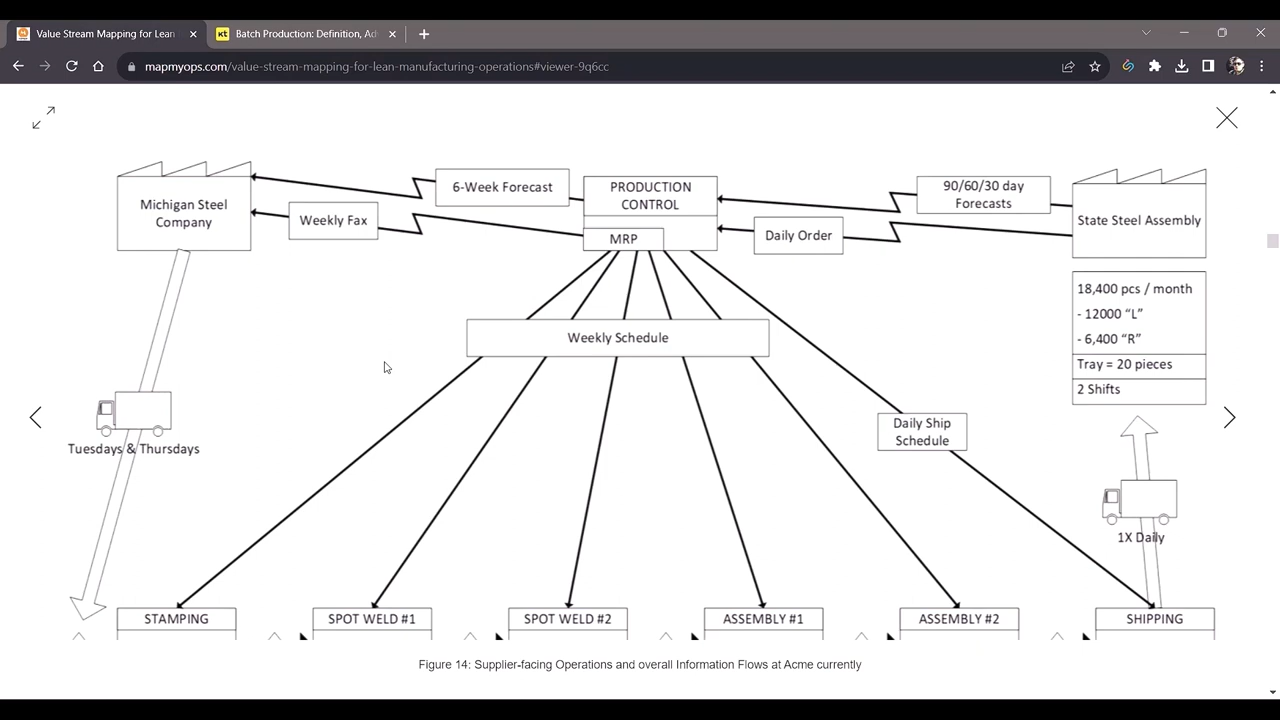 Value Stream Mapping for Lean
Batch Production: Definition, Ad
mapmyops.com/value-stream-mapping-for-lean-manufacturing-operations#viewer-9q6cc
Michigan Steel
Company
6-Week Forecast
Weekly Fax
PRODUCTION
CONTROL
MRP
90/60/30 day
Forecasts
Daily Order
State Steel Assembly
18,400 pcs / month
- 12000 “L”
- 6,400 “R”
Tray = 20 pieces
2 Shifts
Weekly Schedule
Daily Ship
Schedule
Tuesdays & Thursdays
1X Daily
STAMPING
SPOT WELD #1
SPOT WELD #2
ASSEMBLY #1
ASSEMBLY #2
SHIPPING
Figure 14: Supplier-facing Operations and overall Information Flows at Acme currently